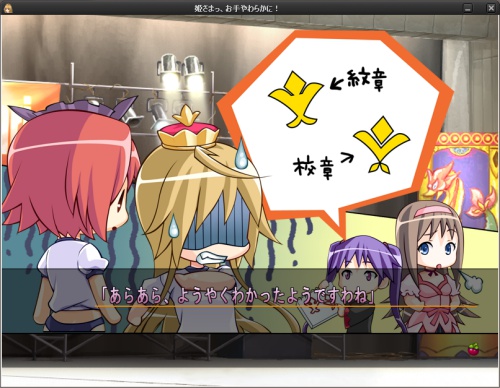 姫さまっ、お手やわらかに！
←紋章
校章→
「あらあら、ようやくわかったようですわね」